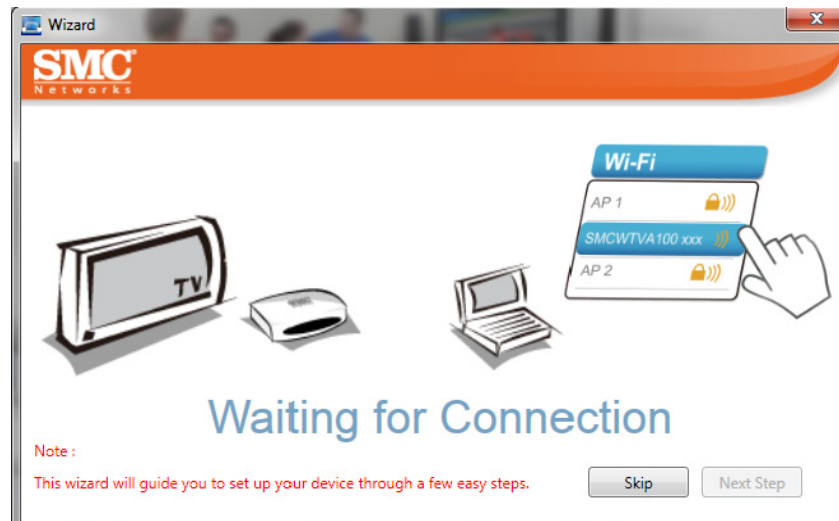 Wizard
SMC
Networks
Wi-Fi
AP 1
SMCWTVA100 xxx
AP 2
TV
SMC
Waiting for Connection
Note :
This wizard will guide you to set up your device through a few easy steps.
Skip
Next Step